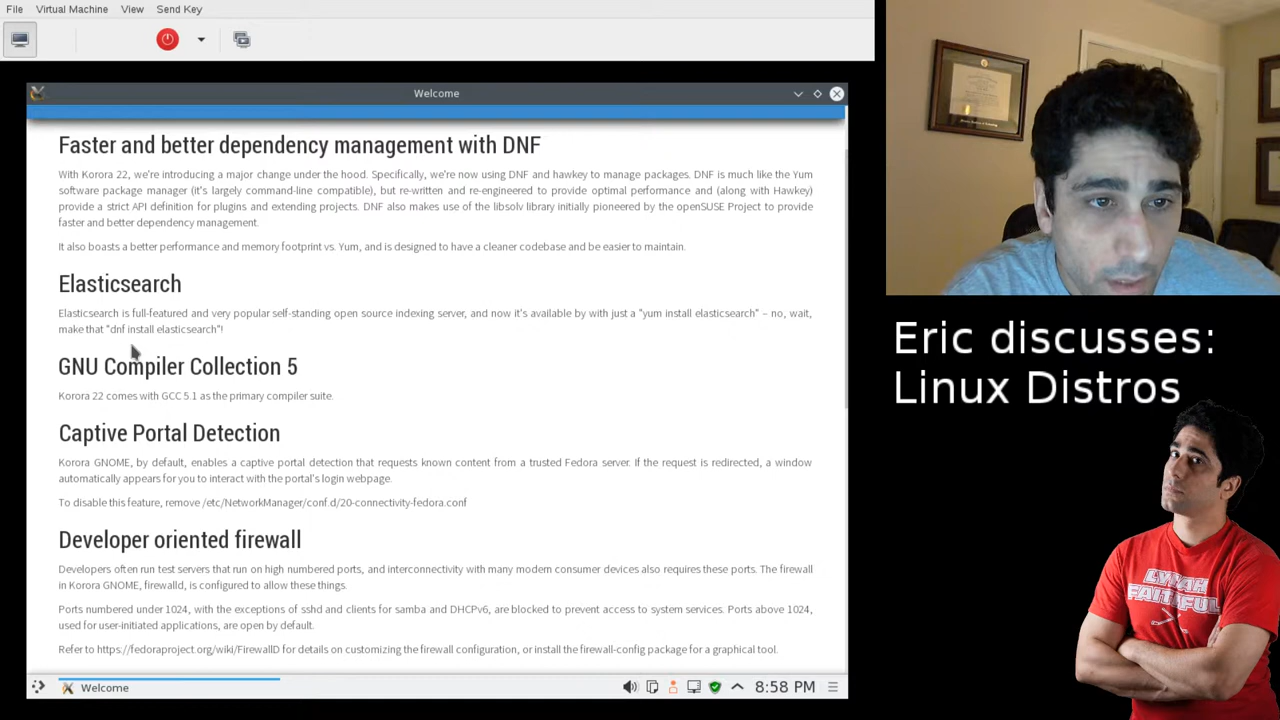 File Virtual Machine View Send Key
Welcome
Faster and better dependency management with DNF
With Korora 22, we're introducing a major change under the hood. Specifically, we're now using DNF and hawkey to manage packages. DNF is much like the Yum
software package manager (it's largely command-line compatible), but re-written and re-engineered to provide optimal performance and (along with Hawkey)
provide a strict API definition for plugins and extending projects. DNF also makes use of the libsolv library initially pioneered by the openSUSE Project to provide
faster and better dependency management.
It also boasts a better performance and memory footprint vs. Yum, and is designed to have a cleaner codebase and be easier to maintain.
Elasticsearch
Elasticsearch is full-featured and very popular self-standing open source indexing server, and now it's available by with just a "yum install elasticsearch" – no, wait,
make that "dnf install elasticsearch"!
GNU Compiler Collection 5
Korora 22 comes with GCC 5.1 as the primary compiler suite.
Captive Portal Detection
Korora GNOME, by default, enables a captive portal detection that requests known content from a trusted Fedora server. If the request is redirected, a window
automatically appears for you to interact with the portal's login webpage.
To disable this feature, remove /etc/NetworkManager/conf.d/20-connectivity-fedora.conf
Developer oriented firewall
Developers often run test servers that run on high numbered ports, and interconnectivity with many modern consumer devices also requires these ports. The firewall
in Korora GNOME, firewalld, is configured to allow these things.
Ports numbered under 1024, with the exceptions of sshd and clients for samba and DHCPv6, are blocked to prevent access to system services. Ports above 1024,
used for user-initiated applications, are open by default.
Refer to https://fedoraproject.org/wiki/FirewallD for details on customizing the firewall configuration, or install the firewall-config package for a graphical tool.
Welcome
8:58 PM
Eric discusses:
Linux Distros
FAITHFUL